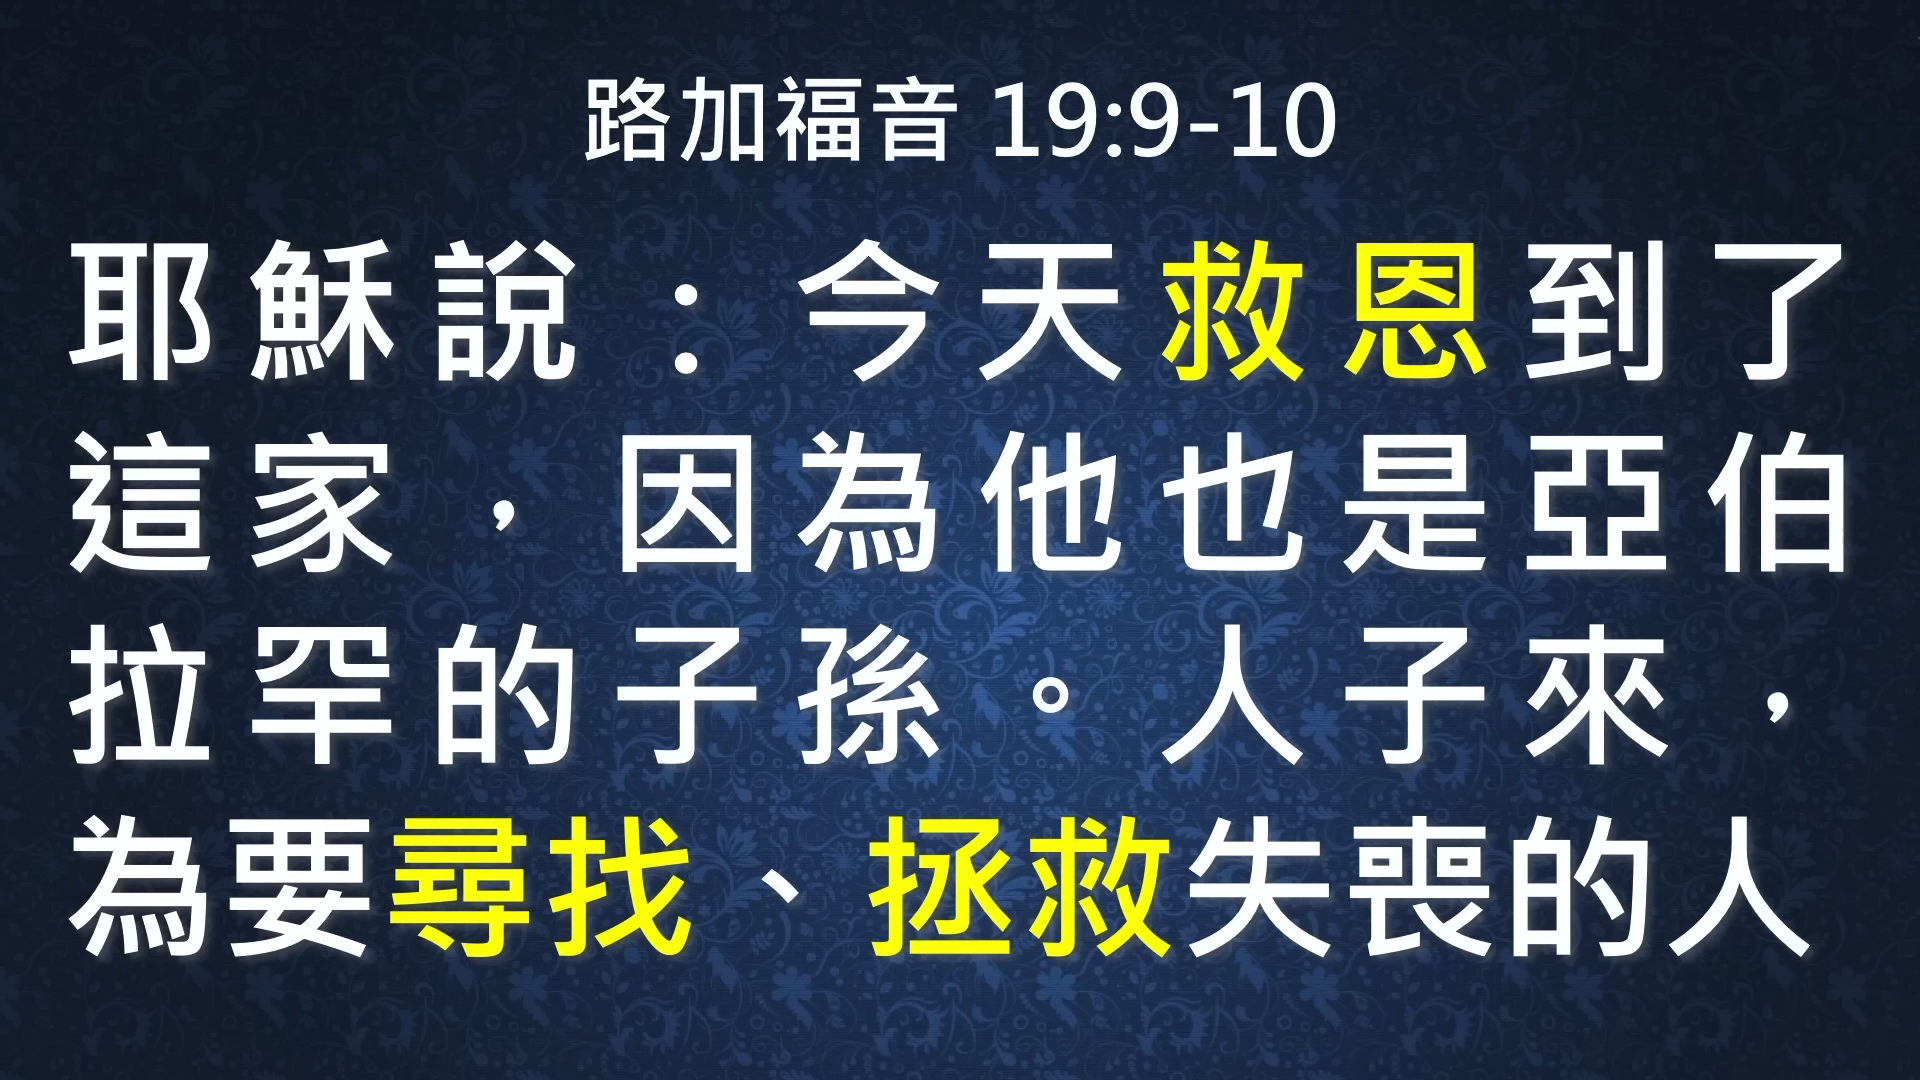 路加福音 19:9-10
耶穌說：今天救恩到了
這家，因為他也是亞伯
拉罕的子孫。人子來，
為要尋找、拯救失喪的人